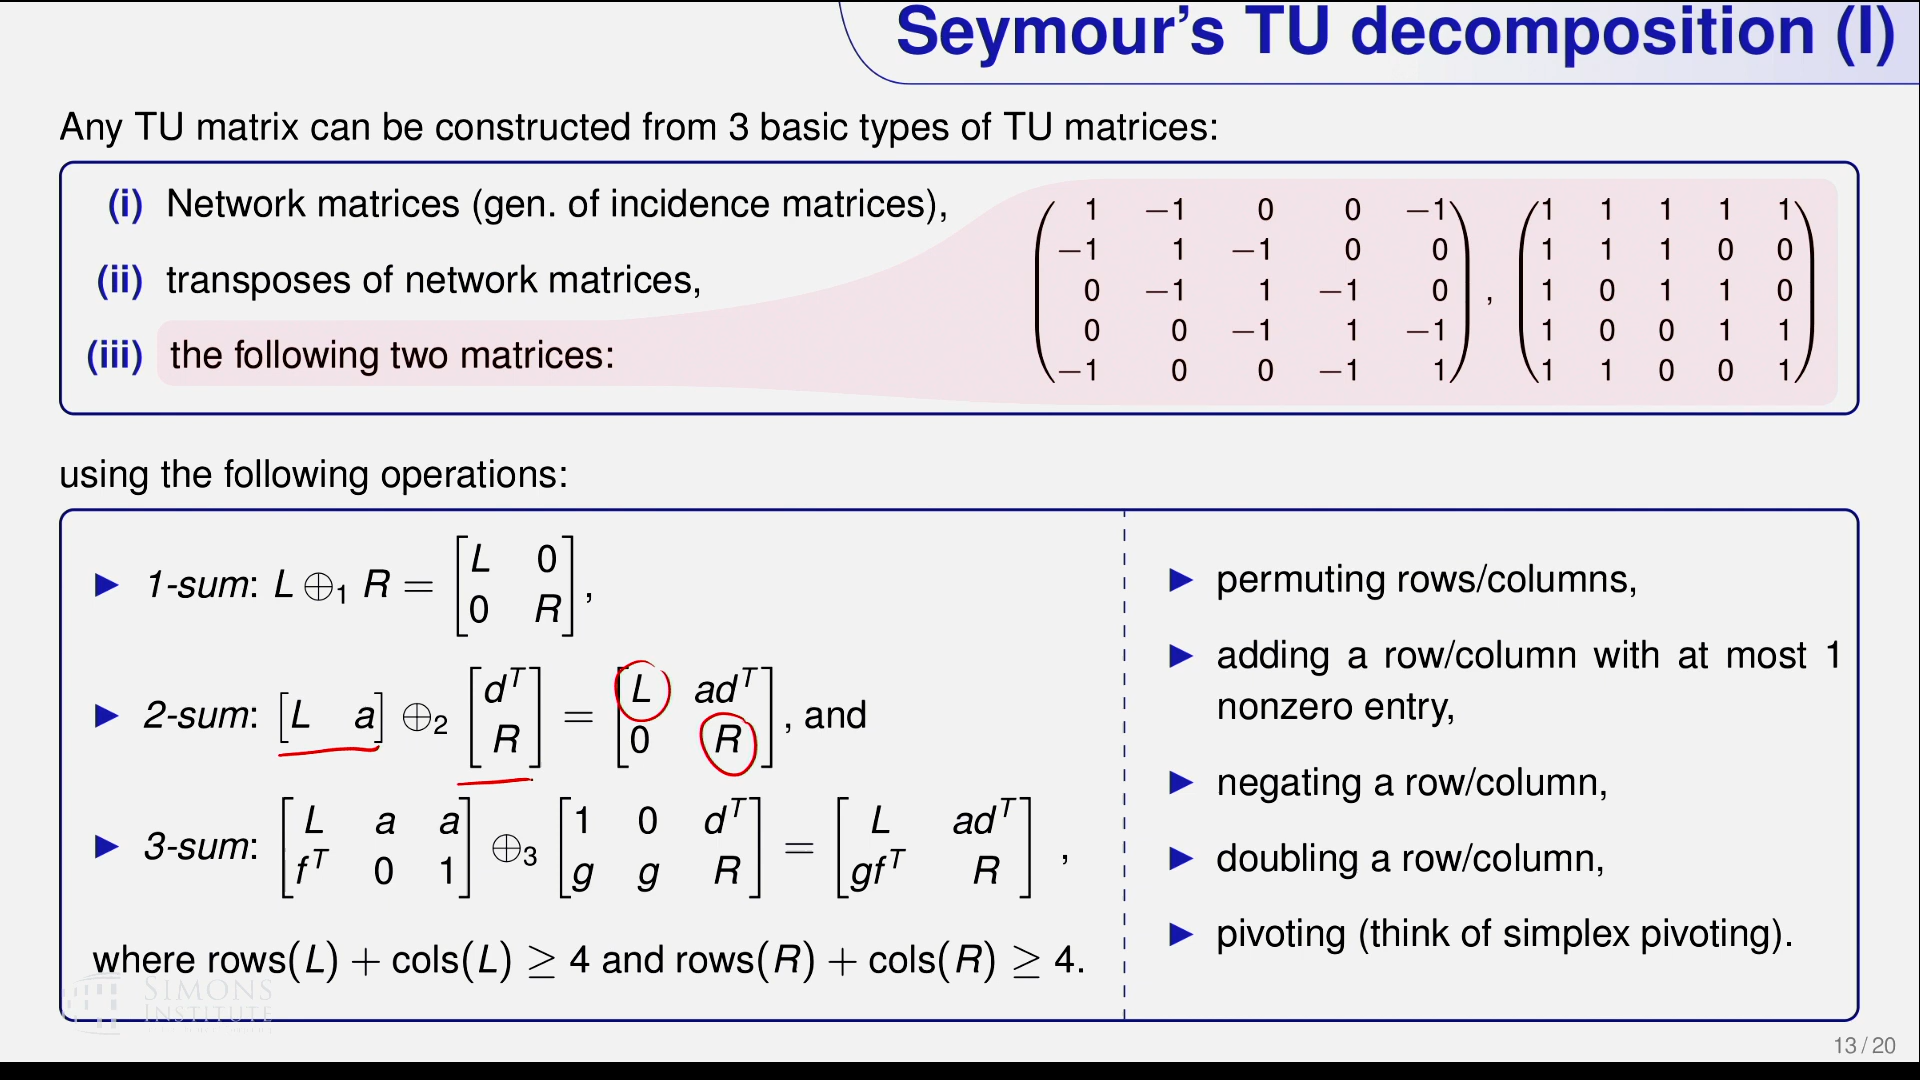 Seymour's TU decomposition (I)
Any TU matrix can be constructed from 3 basic types of TU matrices:
(i) Network matrices (gen. of incidence matrices),
(ii) transposes of network matrices,
(iii) the following two matrices:
1 −1 0 0 −1
−1 1 −1 0 0
0 −1 1 −1 0
0 0 −1 1 −1
−1 0 0 −1 1
,
1 1 1 1 1
1 1 1 0 0
1 0 1 1 0
1 0 0 1 1
1 1 0 0 1
using the following operations:
▶ 1-sum: L ⊕₁ R = [L 0; 0 R],
▶ 2-sum: [L a] ⊕₂ [dᵀ; R] = [L adᵀ; 0 R], and
▶ 3-sum: [L a a; fᵀ 0 1] ⊕₃ [1 0 dᵀ; g g R] = [L adᵀ; gfᵀ R],
where rows(L) + cols(L) ≥ 4 and rows(R) + cols(R) ≥ 4.
▶ permuting rows/columns,
▶ adding a row/column with at most 1
nonzero entry,
▶ negating a row/column,
▶ doubling a row/column,
▶ pivoting (think of simplex pivoting).
SIMONS
INSTITUTE
13 / 20